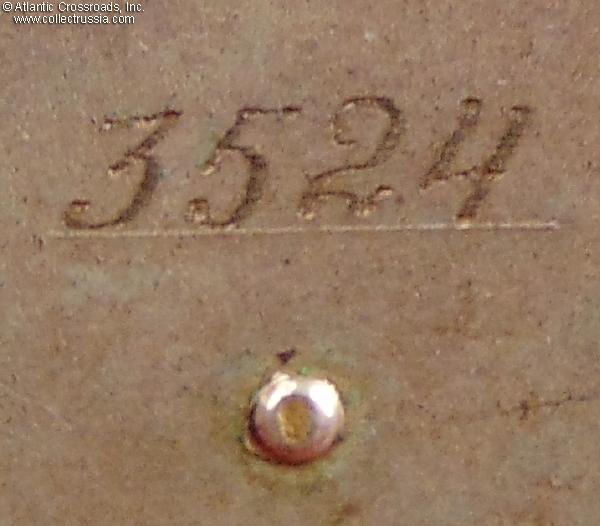 © Atlantic Crossroads, Inc.
www.collectrussia.com
3524